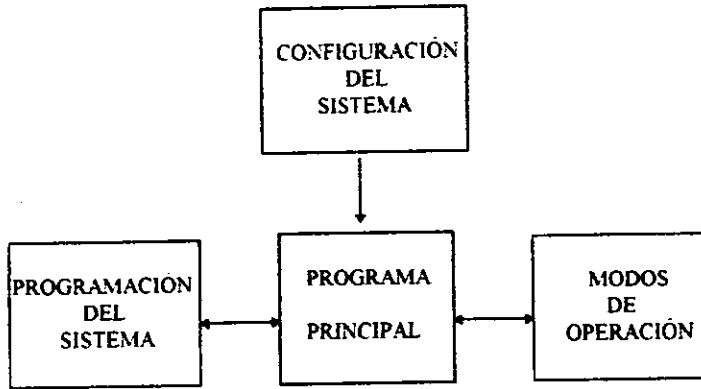 CONFIGURACIÓN
DEL
SISTEMA
PROGRAMACIÓN
DEL
SISTEMA
PROGRAMA
PRINCIPAL
MODOS
DE
OPERACIÓN